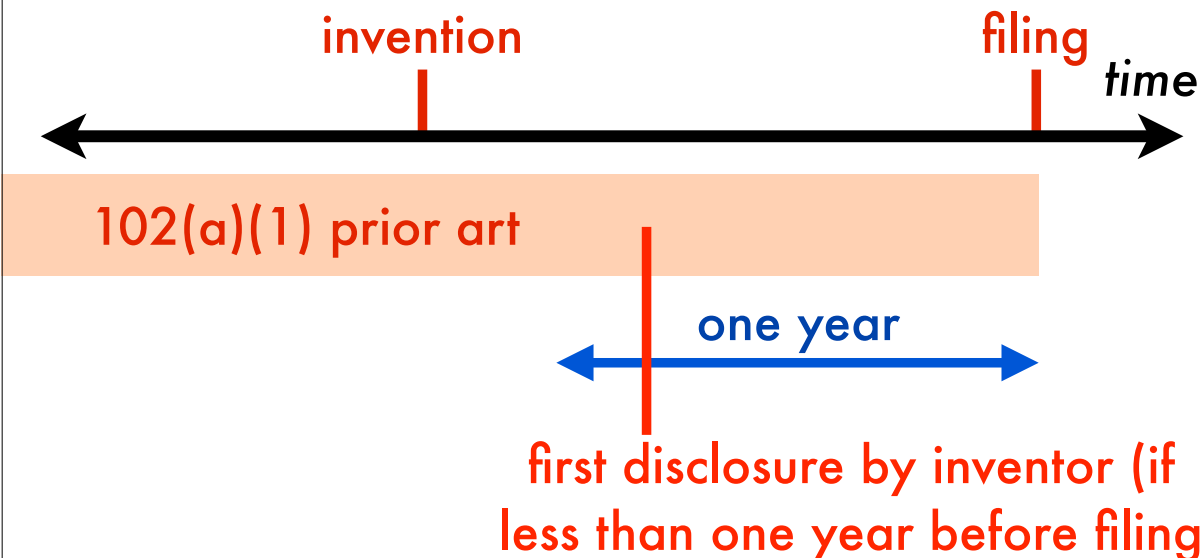 invention
filing
time
102(a)(1) prior art
one year
first disclosure by inventor (if
less than one year before filing